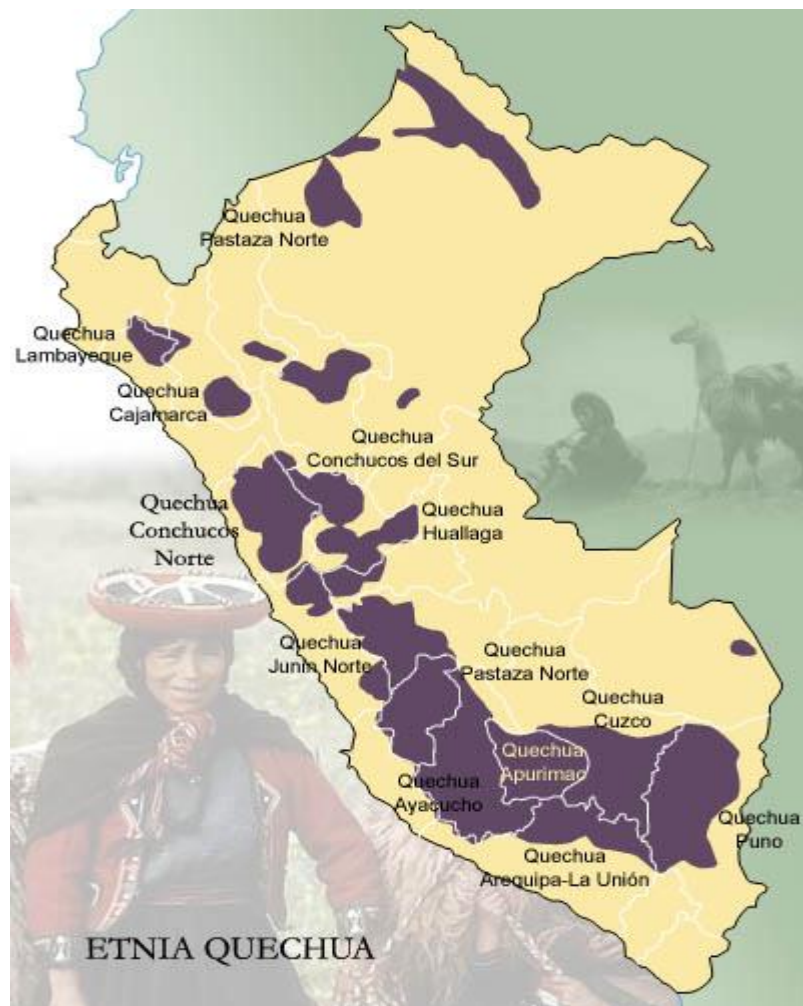 Quechua
Pastaza Norte
Quechua
Lambayeque
Quechua
Cajamarca
Quechua
Conchucos del Sur
Quechua
Conchucos
Norte
Quechua
Huallaga
Quechua
Junín Norte
Quechua
Pastaza Norte
Quechua
Cuzco
Quechua
Apurimac
Quechua
Ayacucho
Quechua
Puno
Quechua
Arequipa-La Unión
ETNIA QUECHUA